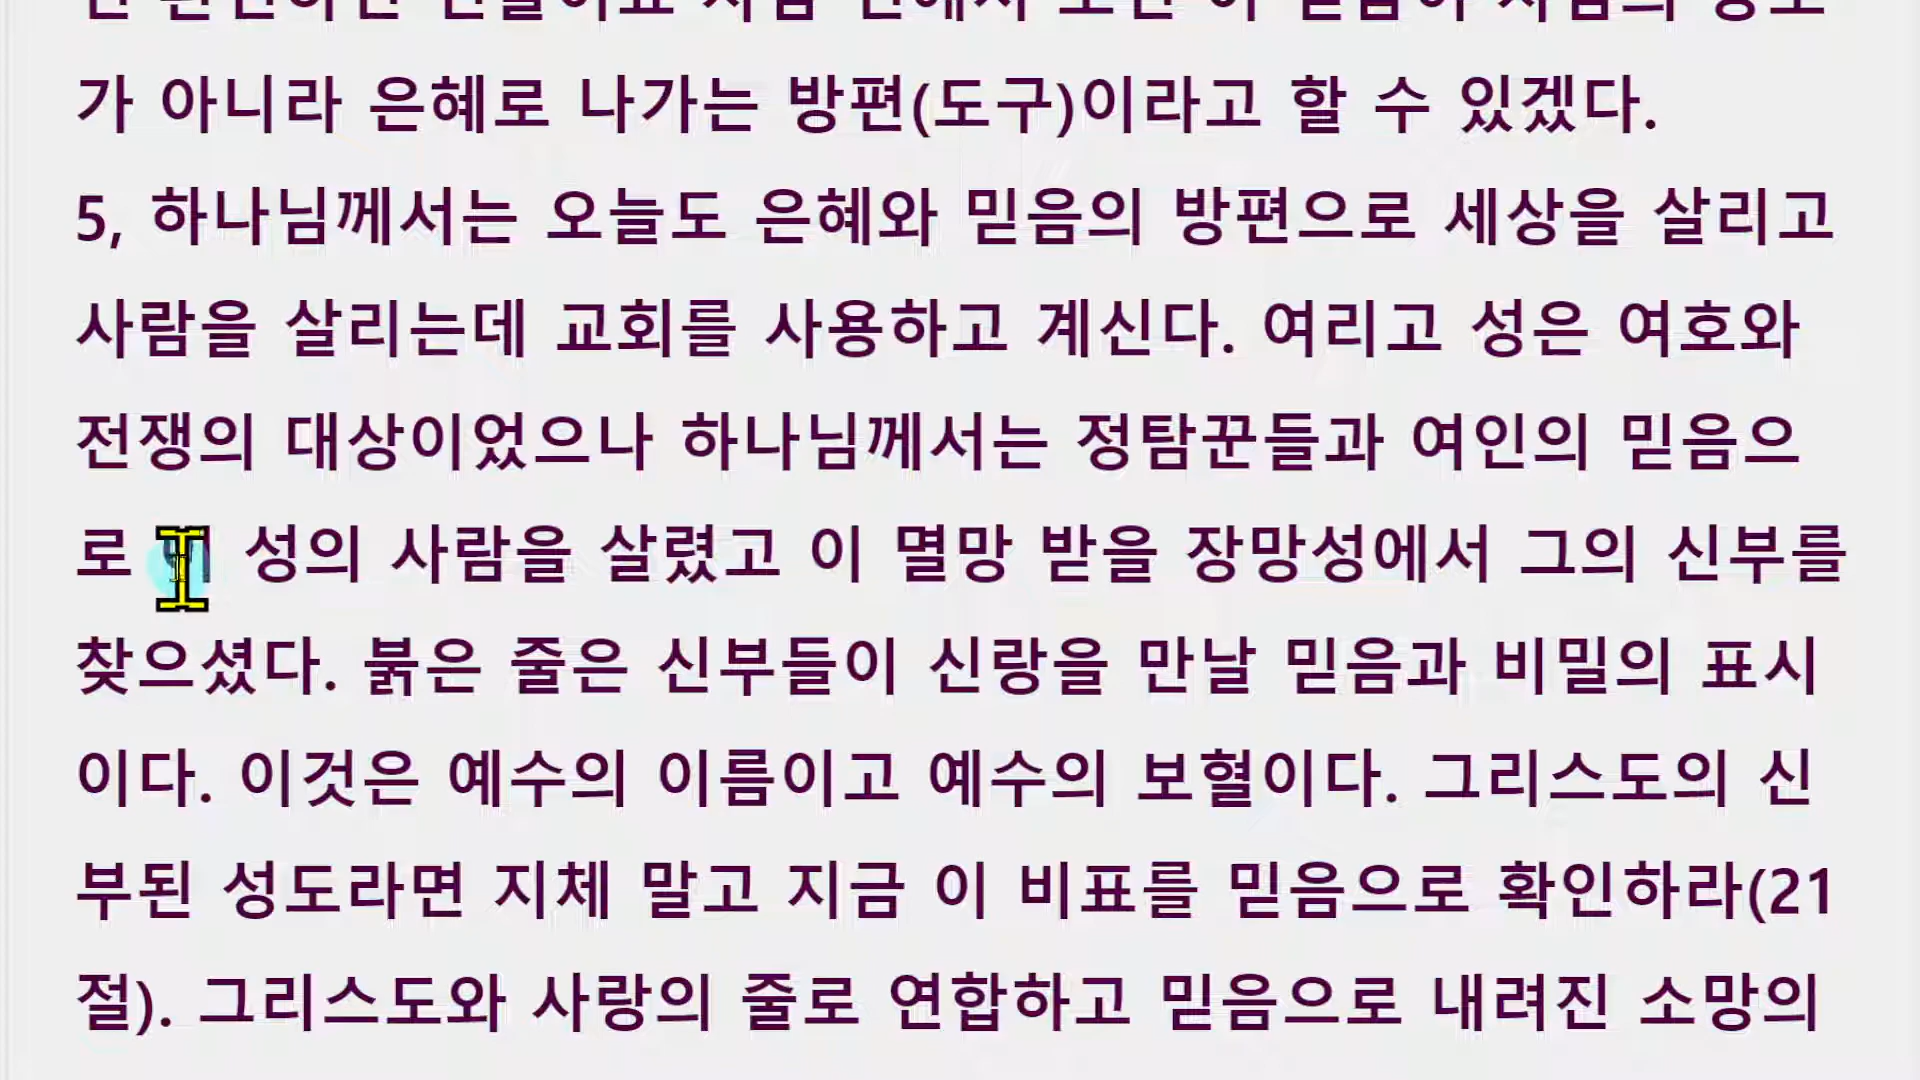 가 아니라 은혜로 나가는 방편(도구)이라고 할 수 있겠다.
5, 하나님께서는 오늘도 은혜와 믿음의 방편으로 세상을 살리고
사람을 살리는데 교회를 사용하고 계신다. 여리고 성은 여호와
전쟁의 대상이었으나 하나님께서는 정탐꾼들과 여인의 믿음으
로 성의 사람을 살렸고 이 멸망 받을 장망성에서 그의 신부를
찾으셨다. 붉은 줄은 신부들이 신랑을 만날 믿음과 비밀의 표시
이다. 이것은 예수의 이름이고 예수의 보혈이다. 그리스도의 신
부된 성도라면 지체 말고 지금 이 비표를 믿음으로 확인하라(21
절). 그리스도와 사랑의 줄로 연합하고 믿음으로 내려진 소망의